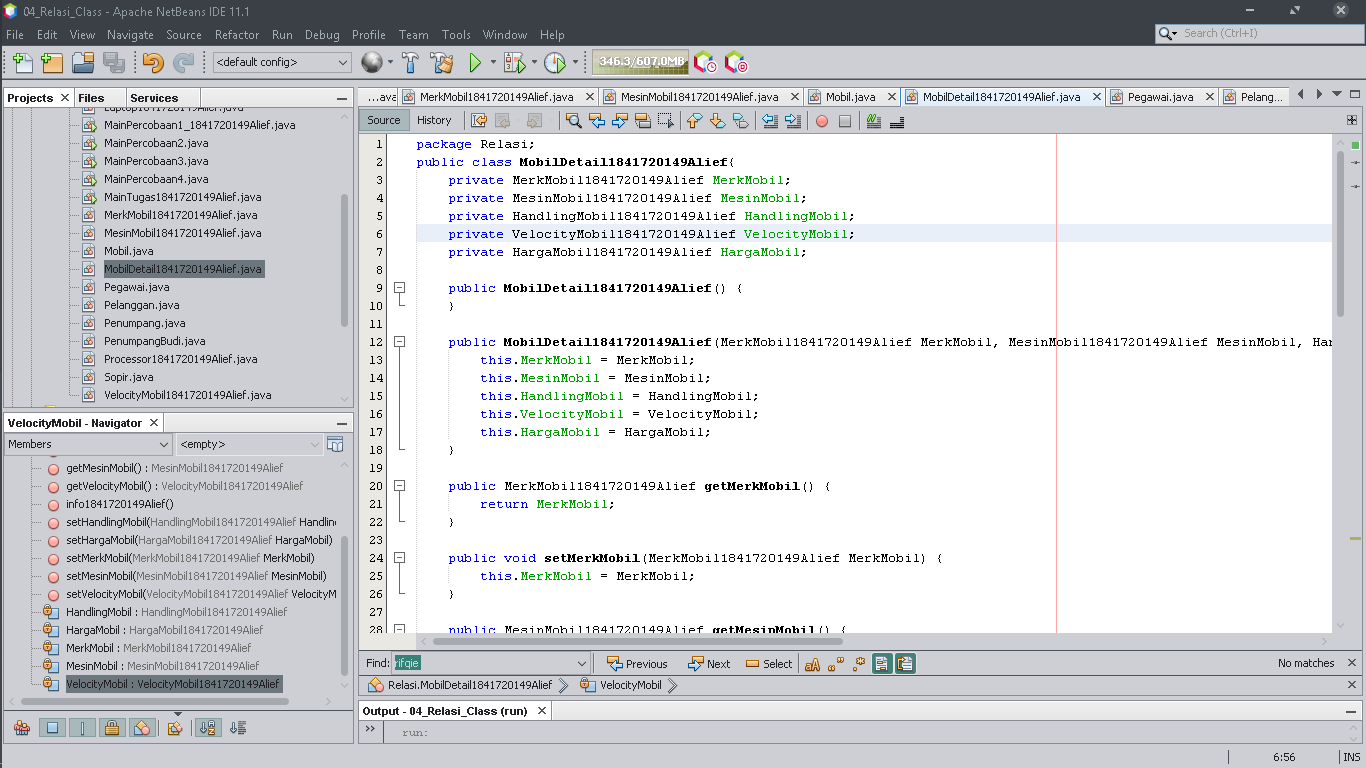 04_Relasi_Class - Apache NetBeans IDE 11.1
File Edit View Navigate Source Refactor Run Debug Profile Team Tools Window Help
Search (Ctrl+I)
<default config>
346.3/607.0MB
Projects Files Services
Laptop1841720149Alief.java
MainPercobaan1_1841720149Alief.java
MainPercobaan2.java
MainPercobaan3.java
MainPercobaan4.java
MainTugas1841720149Alief.java
MerkMobil1841720149Alief.java
MesinMobil1841720149Alief.java
Mobil.java
MobilDetail1841720149Alief.java
Pegawai.java
Pelanggan.java
Penumpang.java
PenumpangBudi.java
Processor1841720149Alief.java
Sopir.java
VelocityMobil1841720149Alief.java
VelocityMobil - Navigator
Members <empty>
getMesinMobil() : MesinMobil1841720149Alief
getVelocityMobil() : VelocityMobil1841720149Alief
info1841720149Alief()
setHandlingMobil(HandlingMobil1841720149Alief Handlin
setHargaMobil(HargaMobil1841720149Alief HargaMobil)
setMerkMobil(MerkMobil1841720149Alief MerkMobil)
setMesinMobil(MesinMobil1841720149Alief MesinMobil)
setVelocityMobil(VelocityMobil1841720149Alief VelocityM
HandlingMobil : HandlingMobil1841720149Alief
HargaMobil : HargaMobil1841720149Alief
MerkMobil : MerkMobil1841720149Alief
MesinMobil : MesinMobil1841720149Alief
VelocityMobil : VelocityMobil1841720149Alief
...ava MerkMobil1841720149Alief.java MesinMobil1841720149Alief.java Mobil.java MobilDetail1841720149Alief.java Pegawai.java Pelang...
Source History
1 package Relasi;
2 public class MobilDetail1841720149Alief{
3 private MerkMobil1841720149Alief MerkMobil;
4 private MesinMobil1841720149Alief MesinMobil;
5 private HandlingMobil1841720149Alief HandlingMobil;
6 private VelocityMobil1841720149Alief VelocityMobil;
7 private HargaMobil1841720149Alief HargaMobil;
8
9 public MobilDetail1841720149Alief() {
10 }
11
12 public MobilDetail1841720149Alief(MerkMobil1841720149Alief MerkMobil, MesinMobil1841720149Alief MesinMobil, Har
13 this.MerkMobil = MerkMobil;
14 this.MesinMobil = MesinMobil;
15 this.HandlingMobil = HandlingMobil;
16 this.VelocityMobil = VelocityMobil;
17 this.HargaMobil = HargaMobil;
18 }
19
20 public MerkMobil1841720149Alief getMerkMobil() {
21 return MerkMobil;
22 }
23
24 public void setMerkMobil(MerkMobil1841720149Alief MerkMobil) {
25 this.MerkMobil = MerkMobil;
26 }
27
28 public MesinMobil1841720149Alief getMesinMobil() {
Find: rifqie Previous Next Select aA No matches
Relasi.MobilDetail1841720149Alief VelocityMobil
Output - 04_Relasi_Class (run)
run:
6:56 INS